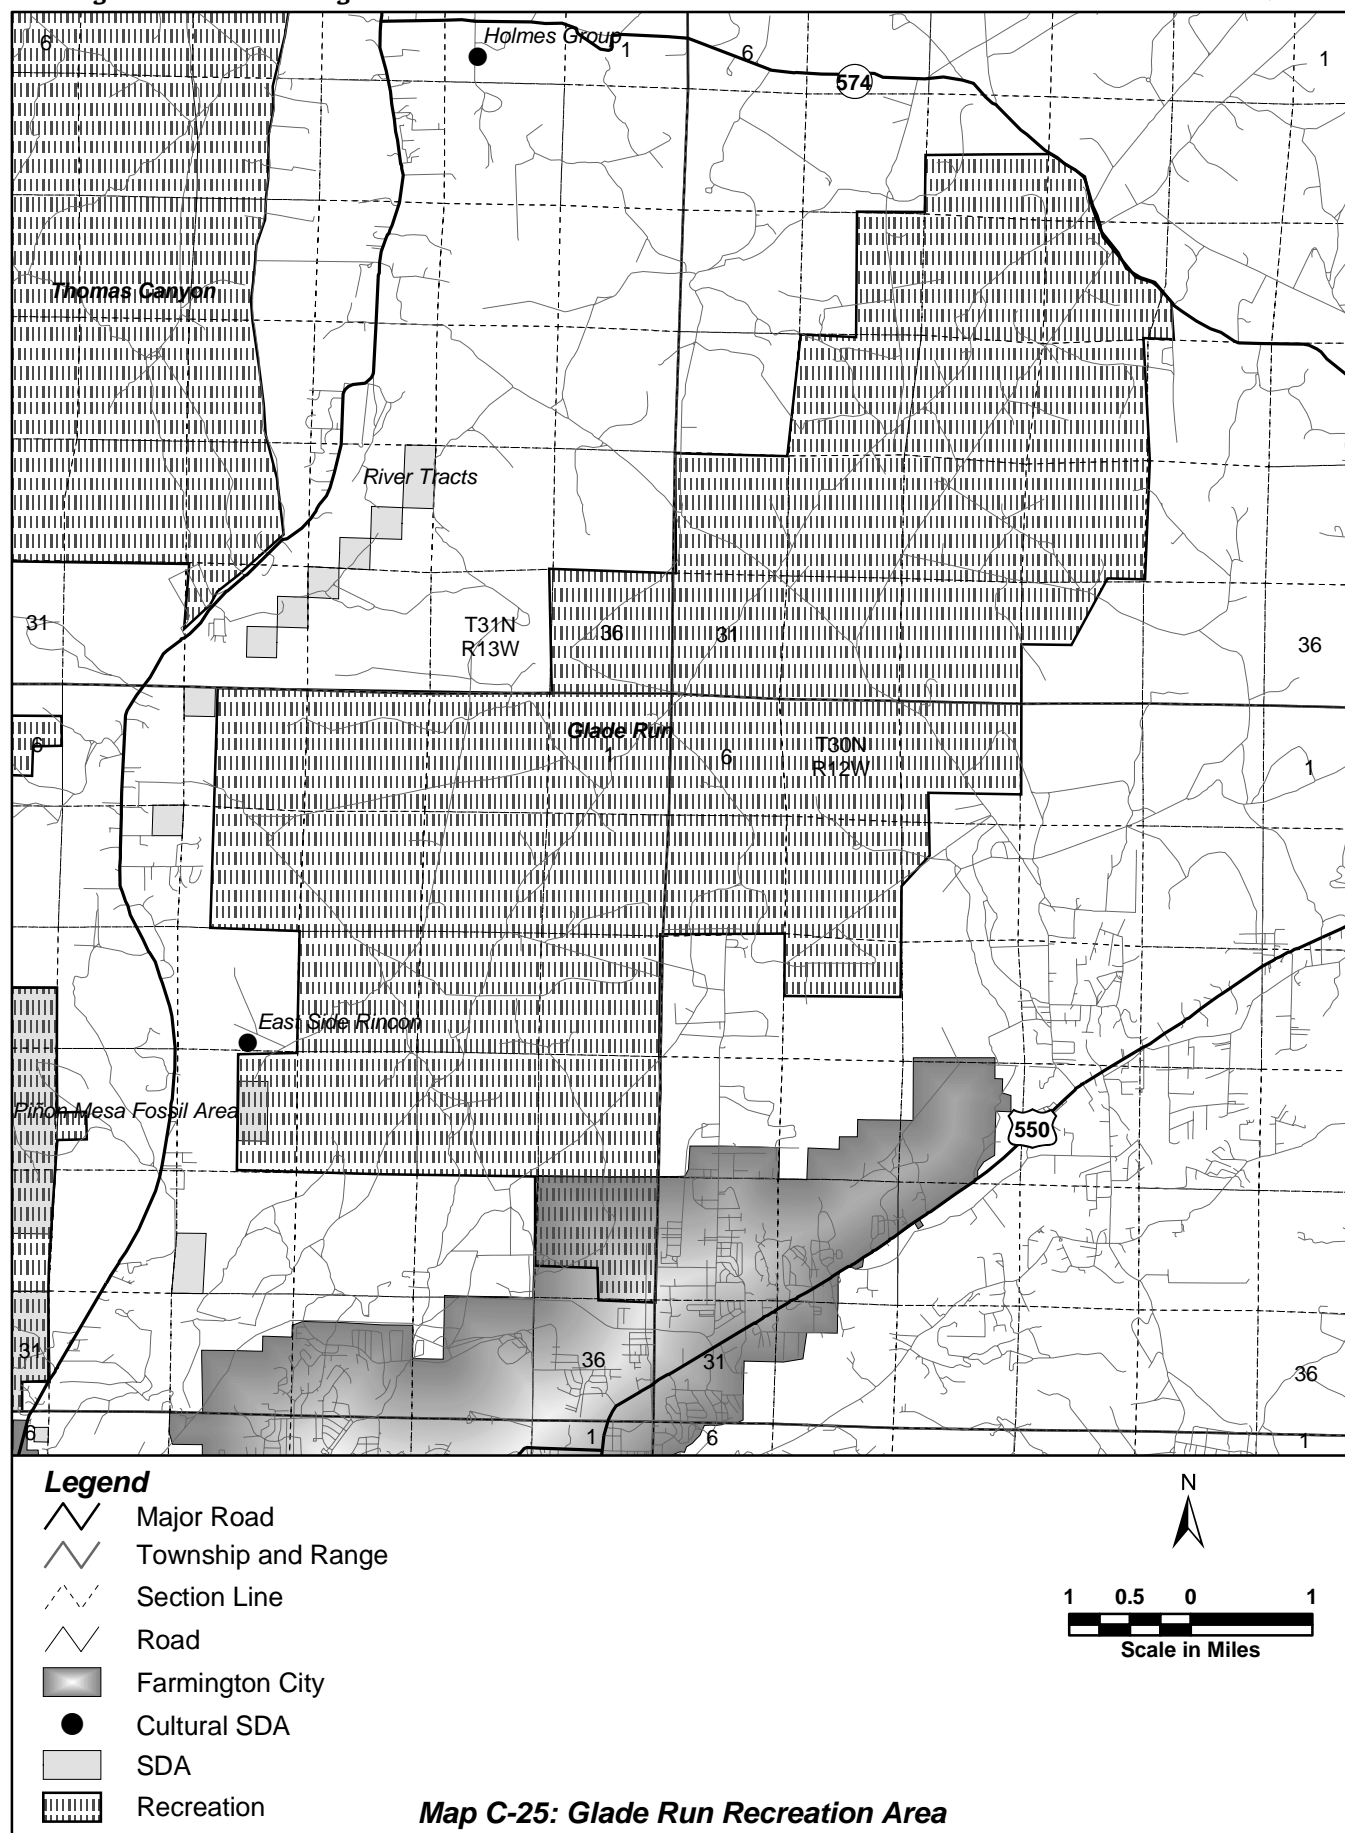 Holmes Group
6
1
6
1
574
Thomas Canyon
River Tracts
31
T31N
R13W
36
31
36
Glade Run
6
1
6
T30N
R12W
1
East Side Rincon
Piñon Mesa Fossil Area
550
31
36
31
36
6
1
6
1
Legend
Major Road
Township and Range
Section Line
Road
Farmington City
Cultural SDA
SDA
Recreation
N
1 0.5 0 1
Scale in Miles
Map C-25: Glade Run Recreation Area